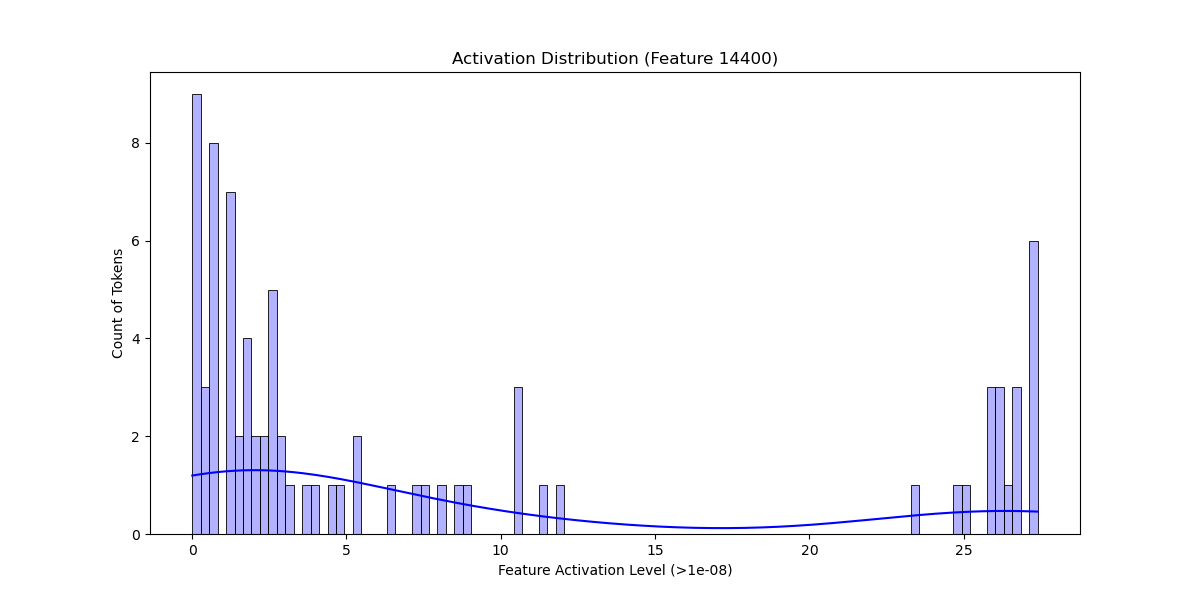 Activation Distribution (Feature 14400)
Count of Tokens
8
6
4
2
0
0 5 10 15 20 25
Feature Activation Level (>1e-08)